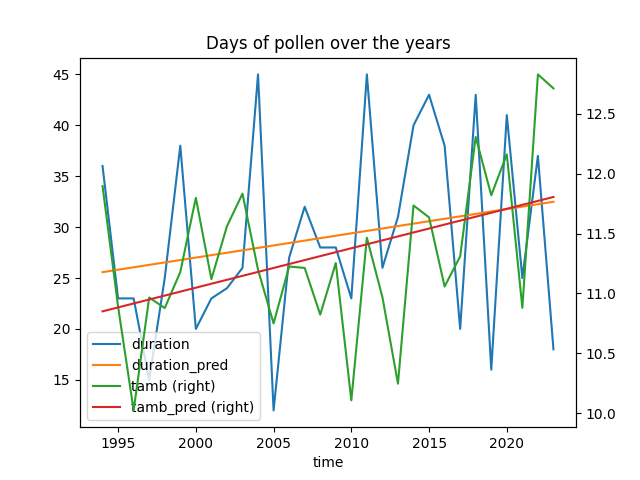 Days of pollen over the years
45
40
35
30
25
20
15
12.5
12.0
11.5
11.0
10.5
10.0
duration
duration_pred
tamb (right)
tamb_pred (right)
1995 2000 2005 2010 2015 2020
time